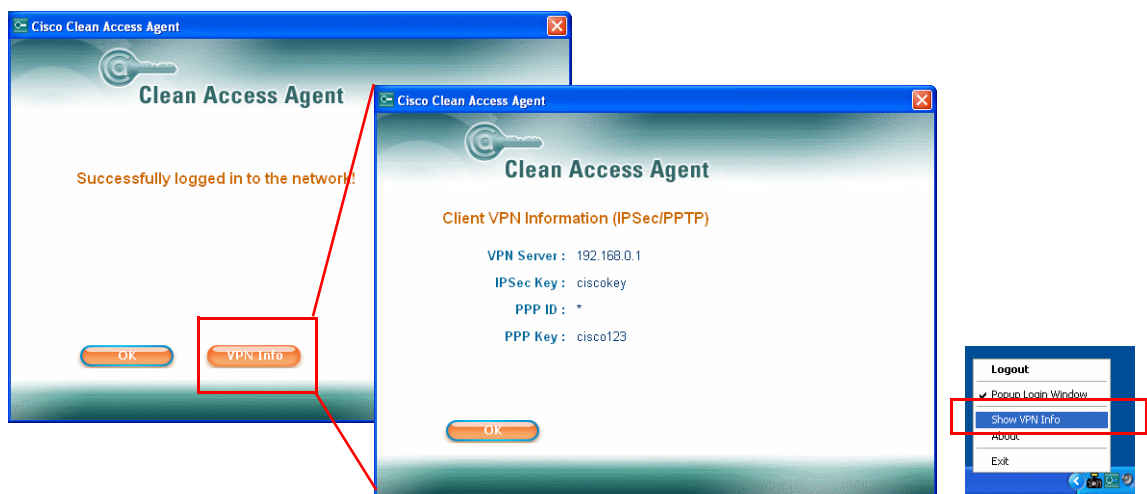 Cisco Clean Access Agent
Clean Access Agent
Successfully logged in to the network!
OK
VPN Info
Cisco Clean Access Agent
Clean Access Agent
Client VPN Information (IPSec/PPTP)
VPN Server : 192.168.0.1
IPSec Key : ciscokey
PPP ID : *
PPP Key : cisco123
OK
Logout
Popup Login Window
Show VPN Info
About
Exit